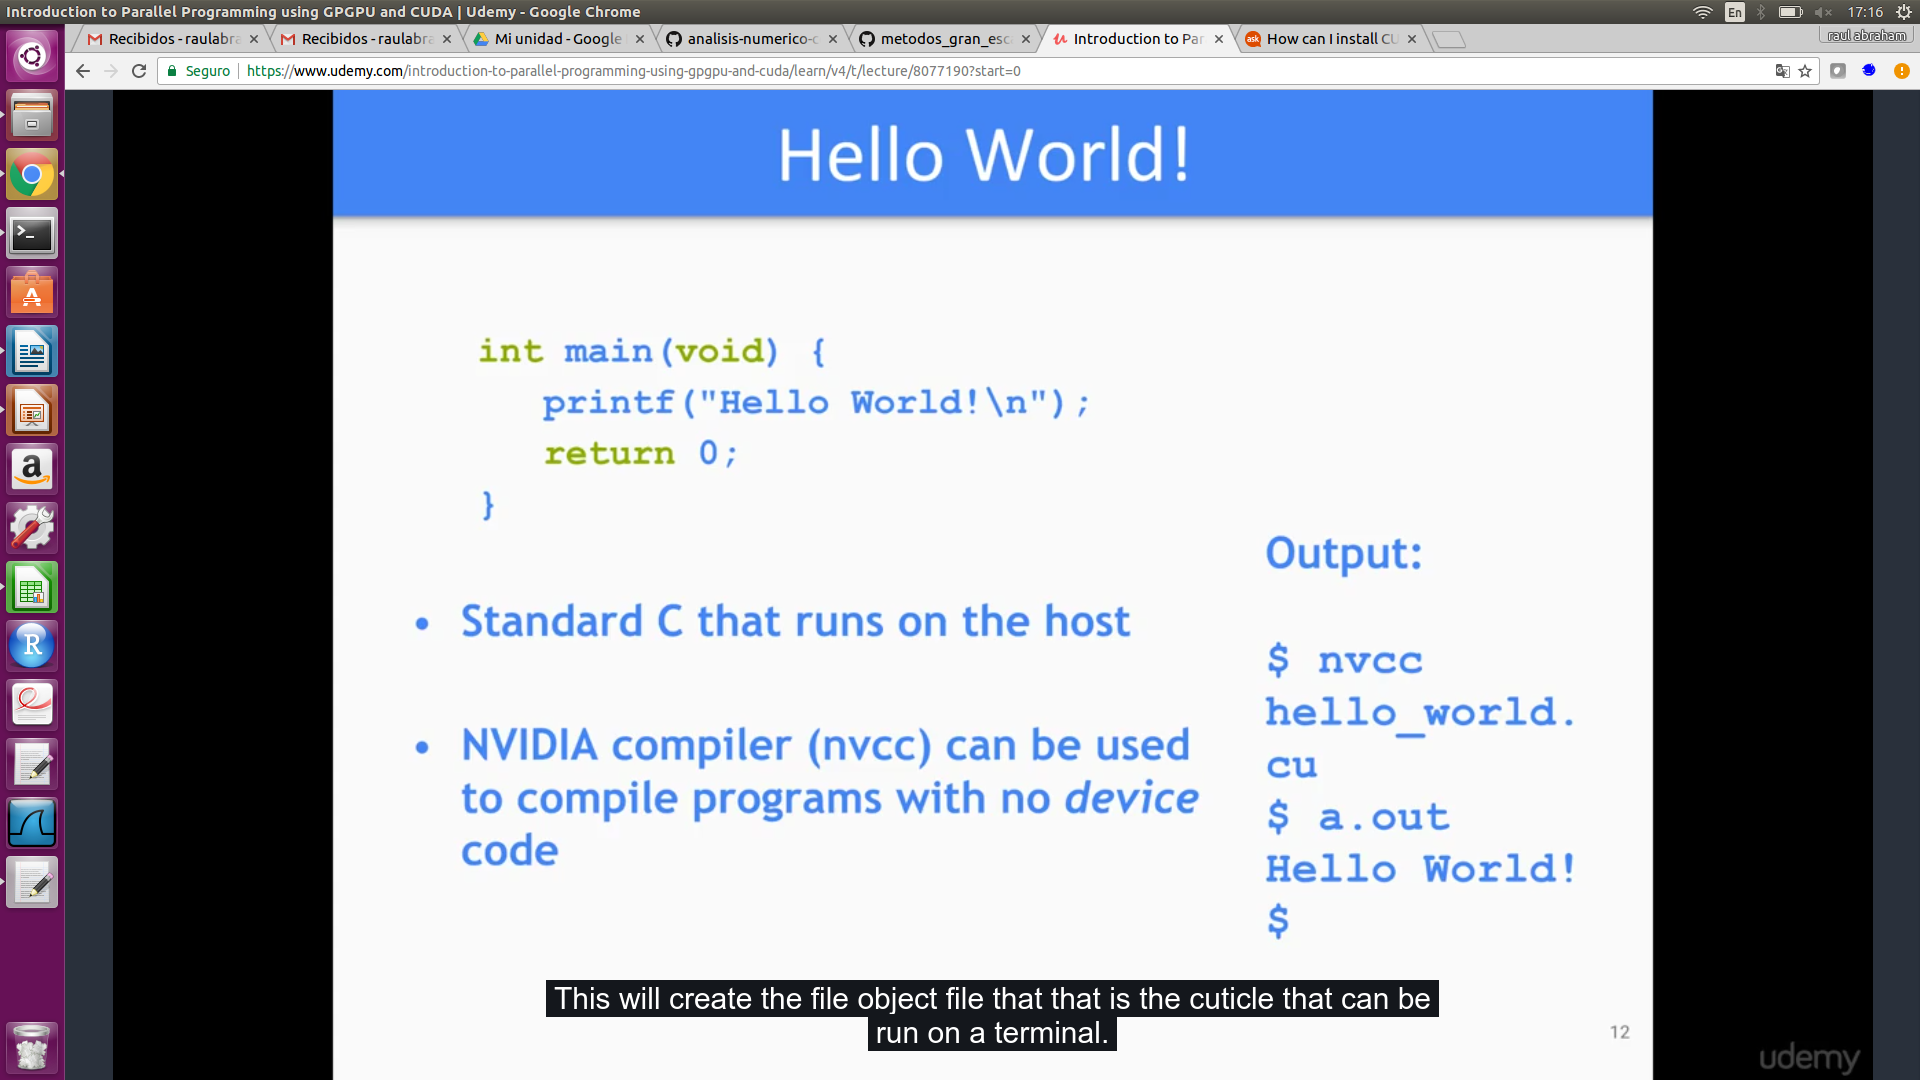 Introduction to Parallel Programming using GPGPU and CUDA | Udemy - Google Chrome
En
17:16
Recibidos - raulabra
Recibidos - raulabra
Mi unidad - Google
analisis-numerico-c
metodos_gran_esc
Introduction to Par
ask How can I install CU
raul abraham
Seguro
https://www.udemy.com/introduction-to-parallel-programming-using-gpgpu-and-cuda/learn/v4/t/lecture/8077190?start=0
Hello World!
int main(void) {
printf("Hello World!\n");
return 0;
}
• Standard C that runs on the host
• NVIDIA compiler (nvcc) can be used
to compile programs with no device
code
Output:
$ nvcc
hello_world.
cu
$ a.out
Hello World!
$
This will create the file object file that that is the cuticle that can be
run on a terminal.
12
udemy